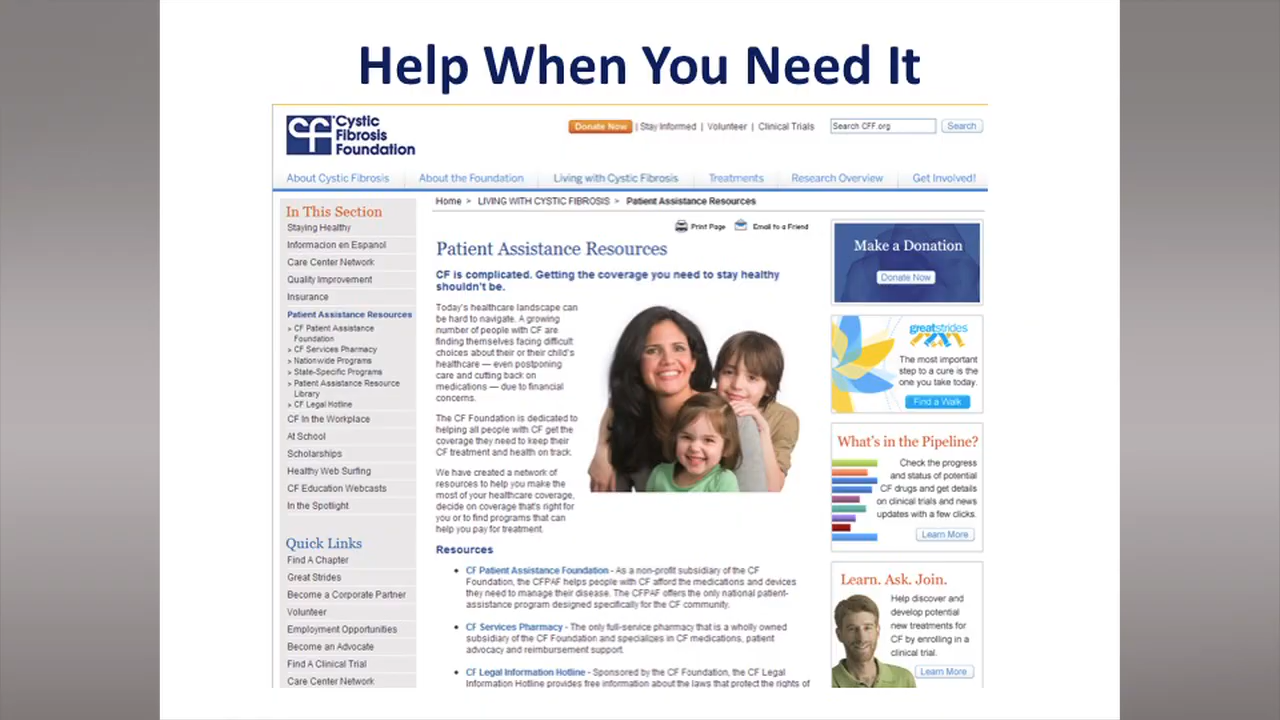 Help When You Need It
Cystic
Fibrosis
Foundation
Donate Now | Stay Informed | Volunteer | Clinical Trials
Search CFF.org
Search
About Cystic Fibrosis
About the Foundation
Living with Cystic Fibrosis
Treatments
Research Overview
Get Involved!
In This Section
Staying Healthy
Informacion en Espanol
Care Center Network
Quality Improvement
Insurance
Patient Assistance Resources
» CF Patient Assistance
Foundation
» CF Services Pharmacy
» Nationwide Programs
» State-Specific Programs
» Patient Assistance Resource
Library
» CF Legal Hotline
CF In the Workplace
At School
Scholarships
Healthy Web Surfing
CF Education Webcasts
In the Spotlight
Quick Links
Find A Chapter
Great Strides
Become a Corporate Partner
Volunteer
Employment Opportunities
Become an Advocate
Find A Clinical Trial
Care Center Network
Home > LIVING WITH CYSTIC FIBROSIS > Patient Assistance Resources
Print Page
Email to a Friend
Patient Assistance Resources
CF is complicated. Getting the coverage you need to stay healthy
shouldn't be.
Today's healthcare landscape can
be hard to navigate. A growing
number of people with CF are
finding themselves facing difficult
choices about their or their child's
healthcare — even postponing
care and cutting back on
medications — due to financial
concerns.
The CF Foundation is dedicated to
helping all people with CF get the
coverage they need to keep their
CF treatment and health on track.
We have created a network of
resources to help you make the
most of your healthcare coverage,
decide on coverage that's right for
you or to find programs that can
help you pay for treatment.
Resources
• CF Patient Assistance Foundation - As a non-profit subsidiary of the CF
Foundation, the CFPAF helps people with CF afford the medications and devices
they need to manage their disease. The CFPAF offers the only national patient-
assistance program designed specifically for the CF community.
• CF Services Pharmacy - The only full-service pharmacy that is a wholly owned
subsidiary of the CF Foundation and specializes in CF medications, patient
advocacy and reimbursement support.
• CF Legal Information Hotline - Sponsored by the CF Foundation, the CF Legal
Information Hotline provides free information about the laws that protect the rights of
Make a Donation
Donate Now
greatstrides
The most important
step to a cure is the
one you take today.
Find a Walk
What's in the Pipeline?
Check the progress
and status of potential
CF drugs and get details
on clinical trials and news
updates with a few clicks.
Learn More
Learn. Ask. Join.
Help discover and
develop potential
new treatments for
CF by enrolling in a
clinical trial.
Learn More